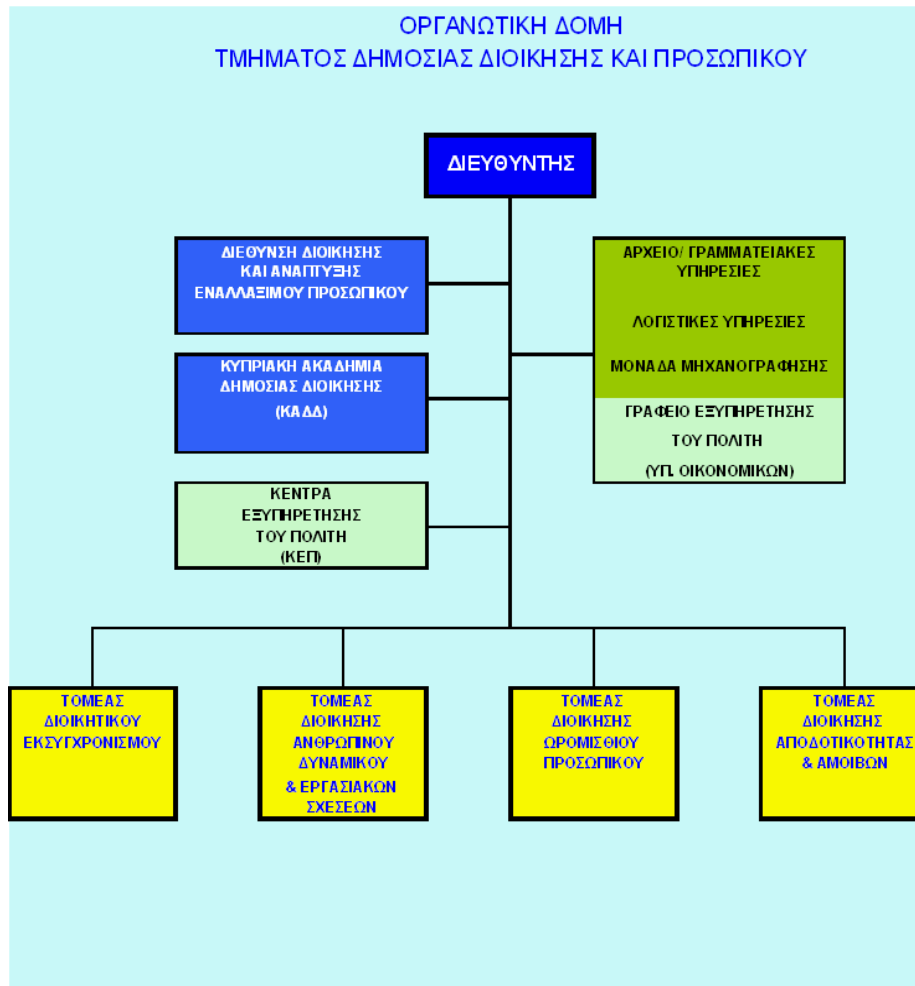 ΟΡΓΑΝΩΤΙΚΗ ΔΟΜΗ
ΤΜΗΜΑΤΟΣ ΔΗΜΟΣΙΑΣ ΔΙΟΙΚΗΣΗΣ ΚΑΙ ΠΡΟΣΩΠΙΚΟΥ
ΔΙΕΥΘΥΝΤΗΣ
ΔΙΕΘΥΝΣΗ ΔΙΟΙΚΗΣΗΣ
ΚΑΙ ΑΝΑΠΤΥΞΗΣ
ΕΝΑΛΛΑΞΙΜΟΥ ΠΡΟΣΩΠΙΚΟΥ
ΚΥΠΡΙΑΚΗ ΑΚΑΔΗΜΙΑ
ΔΗΜΟΣΙΑΣ ΔΙΟΙΚΗΣΗΣ
(ΚΑΔΔ)
ΚΕΝΤΡΑ
ΕΞΥΠΗΡΕΤΗΣΗΣ
ΤΟΥ ΠΟΛΙΤΗ
(ΚΕΠ)
ΑΡΧΕΙΟ/ ΓΡΑΜΜΑΤΕΙΑΚΕΣ
ΥΠΗΡΕΣΙΕΣ
ΛΟΓΙΣΤΙΚΕΣ ΥΠΗΡΕΣΙΕΣ
ΜΟΝΑΔΑ ΜΗΧΑΝΟΓΡΑΦΗΣΗΣ
ΓΡΑΦΕΙΟ ΕΞΥΠΗΡΕΤΗΣΗΣ
ΤΟΥ ΠΟΛΙΤΗ
(ΥΠ. ΟΙΚΟΝΟΜΙΚΩΝ)
ΤΟΜΕΑΣ
ΔΙΟΙΚΗΤΙΚΟΥ
ΕΚΣΥΓΧΡΟΝΙΣΜΟΥ
ΤΟΜΕΑΣ
ΔΙΟΙΚΗΣΗΣ
ΑΝΘΡΩΠΙΝΟΥ
ΔΥΝΑΜΙΚΟΥ
& ΕΡΓΑΣΙΑΚΩΝ
ΣΧΕΣΕΩΝ
ΤΟΜΕΑΣ
ΔΙΟΙΚΗΣΗΣ
ΩΡΟΜΙΣΘΙΟΥ
ΠΡΟΣΩΠΙΚΟΥ
ΤΟΜΕΑΣ
ΔΙΟΙΚΗΣΗΣ
ΑΠΟΔΟΤΙΚΟΤΗΤΑΣ
& ΑΜΟΙΒΩΝ